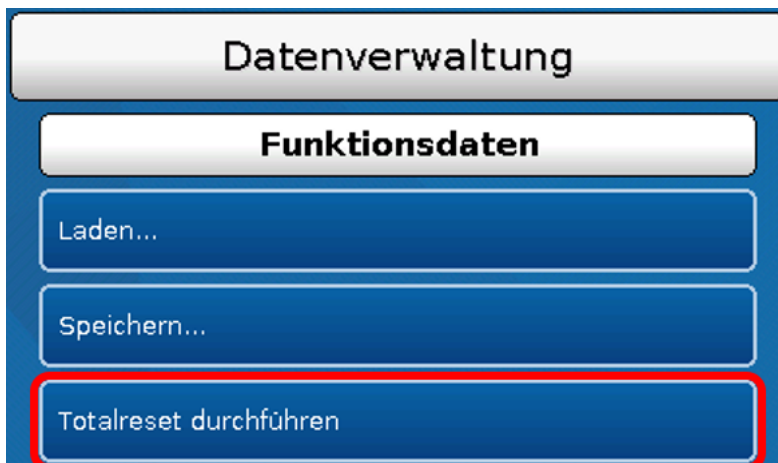 Datenverwaltung
Funktionsdaten
Laden...
Speichern...
Totalreset durchführen